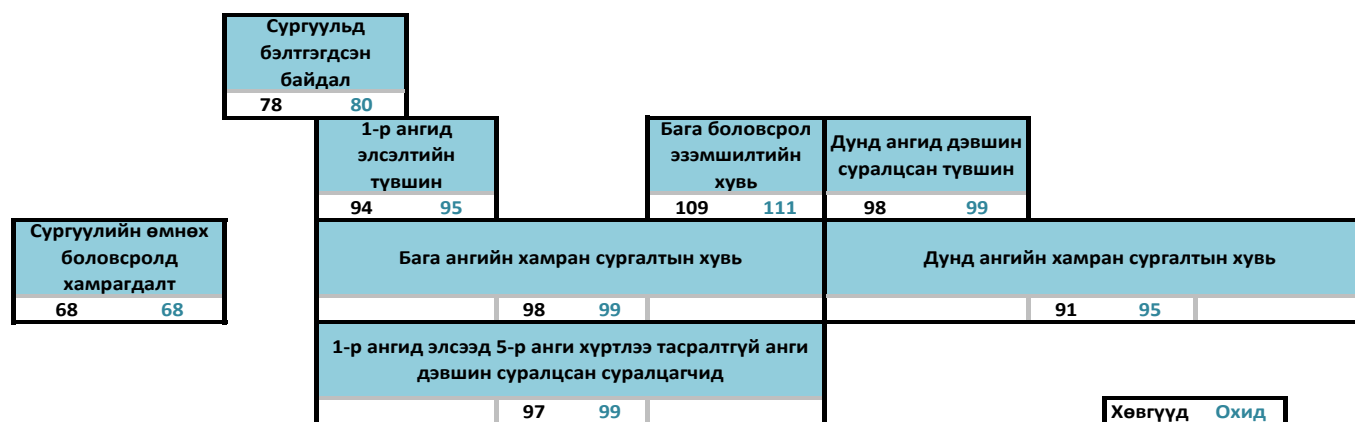 Сургуульд
бэлтгэгдсэн
байдал
78 80
1-р ангид
элсэлтийн
түвшин
94 95
Бага боловсрол
эзэмшилтийн
хувь
109 111
Дунд ангид дэвшин
суралцсан түвшин
98 99
Сургуулийн өмнөх
боловсролд
хамрагдалт
68 68
Бага ангийн хамран сургалтын хувь
98 99
Дунд ангийн хамран сургалтын хувь
91 95
1-р ангид элсээд 5-р анги хүртлээ тасралтгүй анги
дэвшин суралцсан суралцагчид
97 99
Хөвгүүд Охид